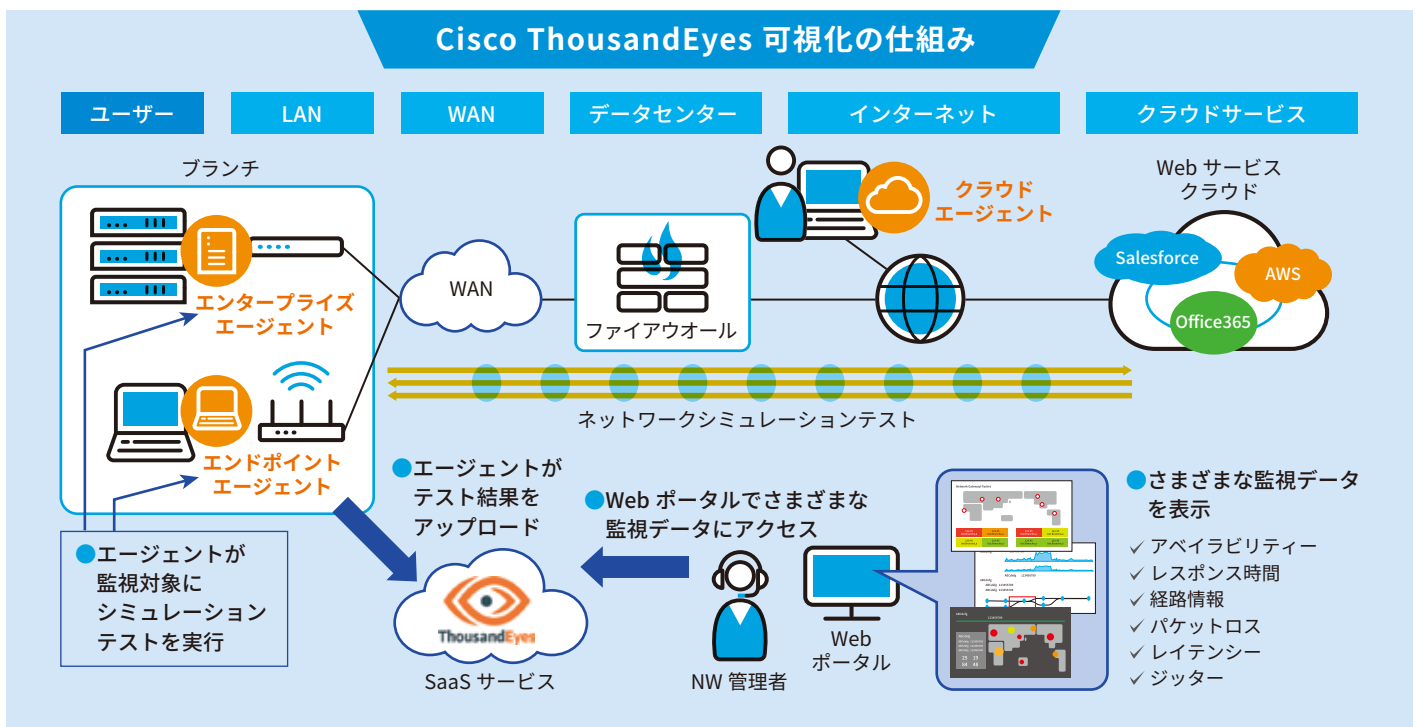 Cisco ThousandEyes 可視化の仕組み
ユーザー
LAN
WAN
データセンター
インターネット
クラウドサービス
ブランチ
エンタープライズ
エージェント
エンドポイント
エージェント
WAN
ファイアウオール
クラウド
エージェント
Web サービス
クラウド
Salesforce
AWS
Office365
ネットワークシミュレーションテスト
●エージェントが
監視対象に
シミュレーション
テストを実行
●エージェントが
テスト結果を
アップロード
ThousandEyes
SaaS サービス
●Web ポータルでさまざまな
監視データにアクセス
NW 管理者
Web
ポータル
●さまざまな監視データ
を表示
✓ アベイラビリティー
✓ レスポンス時間
✓ 経路情報
✓ パケットロス
✓ レイテンシー
✓ ジッター